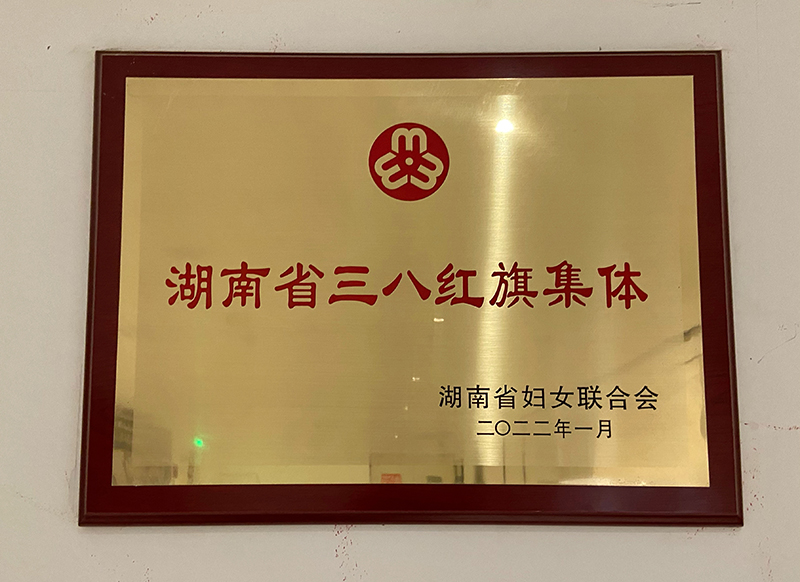 湖南省三八红旗集体
湖南省妇女联合会
二〇二二年一月